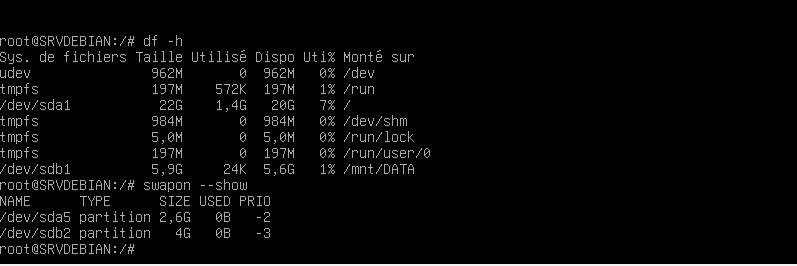 root@SRVDEBIAN:/# df -h
Sys. de fichiers Taille Utilisé Dispo Uti% Monté sur
udev               962M       0  962M   0% /dev
tmpfs              197M    572K  197M   1% /run
/dev/sda1           22G    1,4G   20G   7% /
tmpfs              984M       0  984M   0% /dev/shm
tmpfs              5,0M       0  5,0M   0% /run/lock
tmpfs              197M       0  197M   0% /run/user/0
/dev/sdb1          5,9G     24K  5,6G   1% /mnt/DATA
root@SRVDEBIAN:/# swapon --show
NAME      TYPE      SIZE USED PRIO
/dev/sda5 partition 2,6G   0B   -2
/dev/sdb2 partition   4G   0B   -3
root@SRVDEBIAN:/#